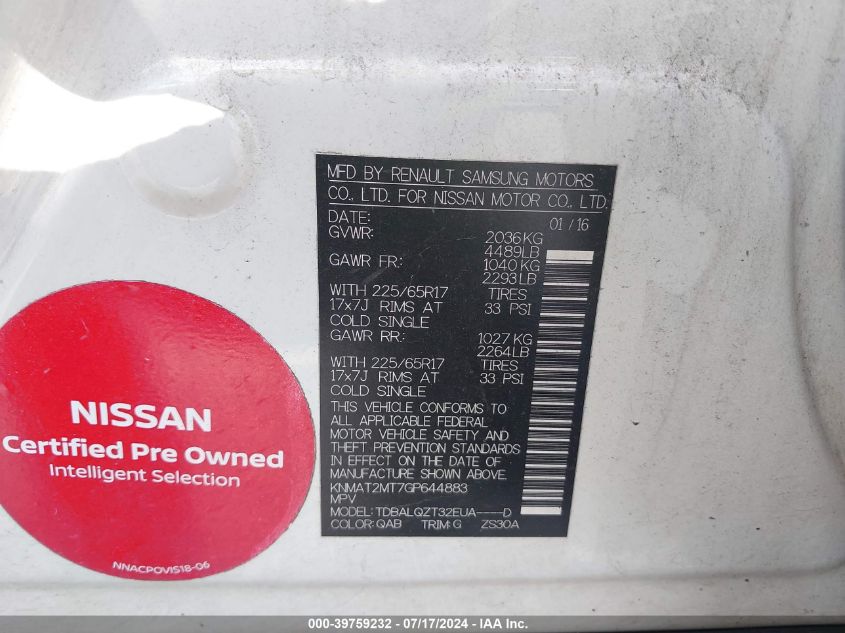 MFD BY RENAULT SAMSUNG MOTORS
CO., LTD. FOR NISSAN MOTOR CO., LTD.
DATE: 01 / 16
GVWR: 2036KG
4489LB
GAWR FR: 1040KG
2293LB
WITH 225/65R17 TIRES
17x7J RIMS AT 33 PSI
COLD SINGLE
GAWR RR: 1027KG
2264LB
WITH 225/65R17 TIRES
17x7J RIMS AT 33 PSI
COLD SINGLE
THIS VEHICLE CONFORMS TO
ALL APPLICABLE FEDERAL
MOTOR VEHICLE SAFETY AND
THEFT PREVENTION STANDARDS
IN EFFECT ON THE DATE OF
MANUFACTURE SHOWN ABOVE.
KNMAT2MT7GP644883
MPV
MODEL: TDBALQZT32EUA----D
COLOR: QAB TRIM: G ZS30A
NISSAN
Certified Pre Owned
Intelligent Selection
NNACPOVIS18-06
000-39759232 - 07/17/2024 - IAA Inc.